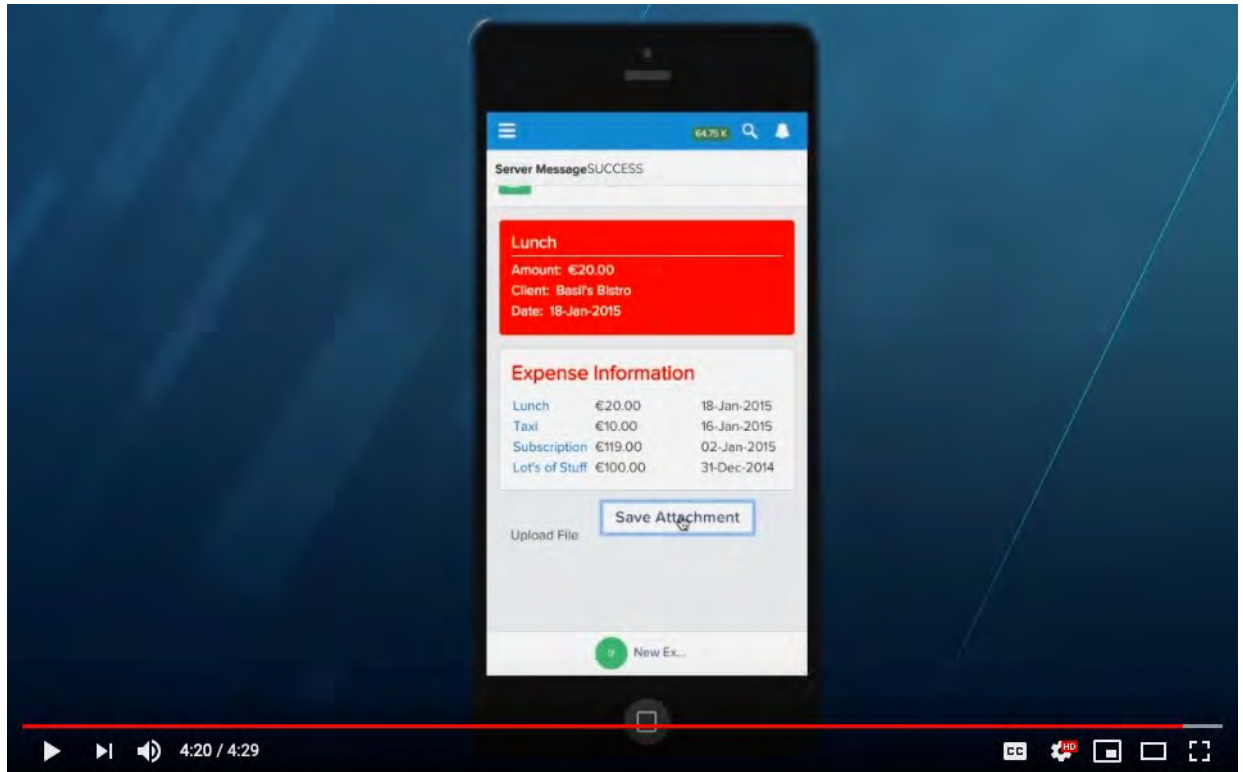 64.75 K
Server MessageSUCCESS
Lunch
Amount: €20.00
Client: Basil's Bistro
Date: 18-Jan-2015
Expense Information
Lunch €20.00 18-Jan-2015
Taxi €10.00 16-Jan-2015
Subscription €119.00 02-Jan-2015
Lot's of Stuff €100.00 31-Dec-2014
Save Attachment
Upload File
New Ex...
4:20 / 4:29
CC
HD